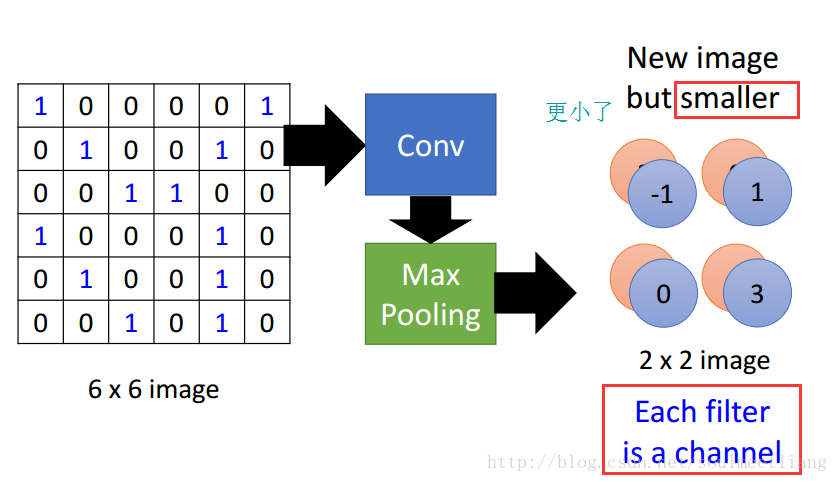 New image
更小了 but smaller
1 0 0 0 0 1
0 1 0 0 1 0
0 0 1 1 0 0
1 0 0 0 1 0
0 1 0 0 1 0
0 0 1 0 1 0
6 x 6 image
Conv
Max
Pooling
-1 1
0 3
2 x 2 image
Each filter
is a channel